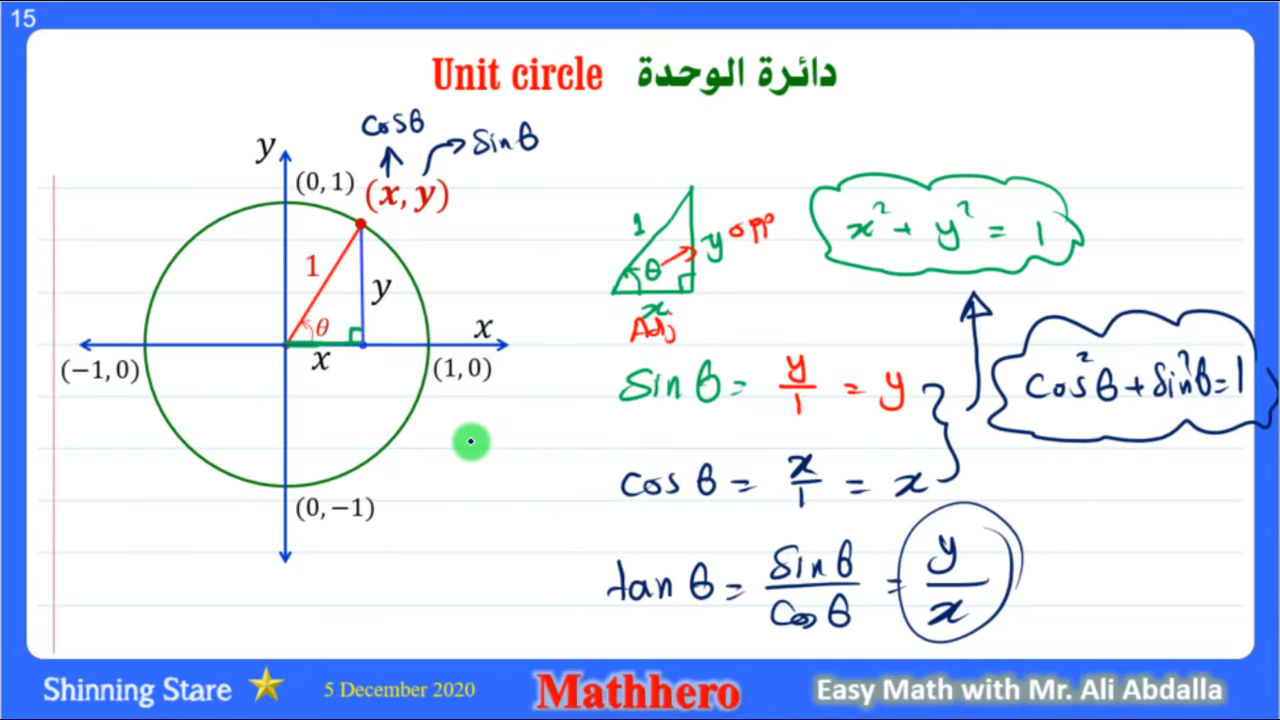 15
Unit circle دائرة الوحدة
cosθ
sinθ
y
(0, 1)
(x, y)
1
y
θ
x
x
(−1, 0)
(1, 0)
(0, −1)
1
θ
y opp
x
Adj
x² + y² = 1
cos²θ + sin²θ = 1
sin θ = y/1 = y
cos θ = x/1 = x
tan θ = sin θ/cos θ = y/x
Shinning Stare
5 December 2020
Mathhero
Easy Math with Mr. Ali Abdalla